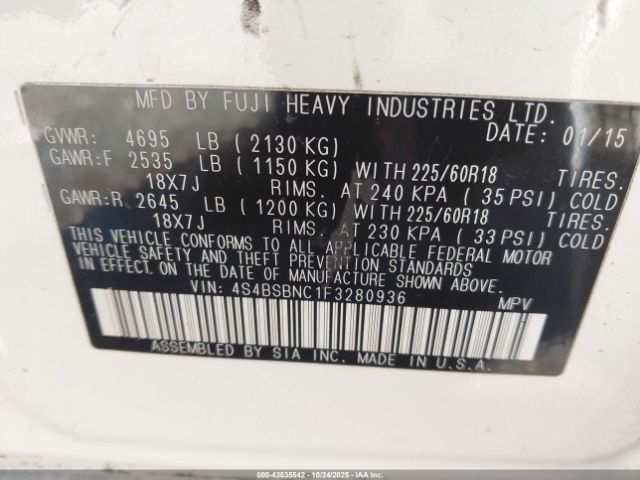 MFD BY FUJI HEAVY INDUSTRIES LTD.
DATE: 01/15
GVWR: 4695 LB (2130 KG)
GAWR:F 2535 LB (1150 KG) WITH 225/60R18 TIRES.
18X7J RIMS. AT 240 KPA (35 PSI) COLD
GAWR:R 2645 LB (1200 KG) WITH 225/60R18 TIRES.
18X7J RIMS. AT 230 KPA (33 PSI) COLD
THIS VEHICLE CONFORMS TO ALL APPLICABLE FEDERAL MOTOR
VEHICLE SAFETY AND THEFT PREVENTION STANDARDS
IN EFFECT ON THE DATE OF MANUFACTURE SHOWN ABOVE.
VIN: 4S4BSBNC1F3280936 MPV
ASSEMBLED BY SIA INC. MADE IN U.S.A.
000-43535542 - 10/24/2025 - COPYRIGHT IAA, LLC.